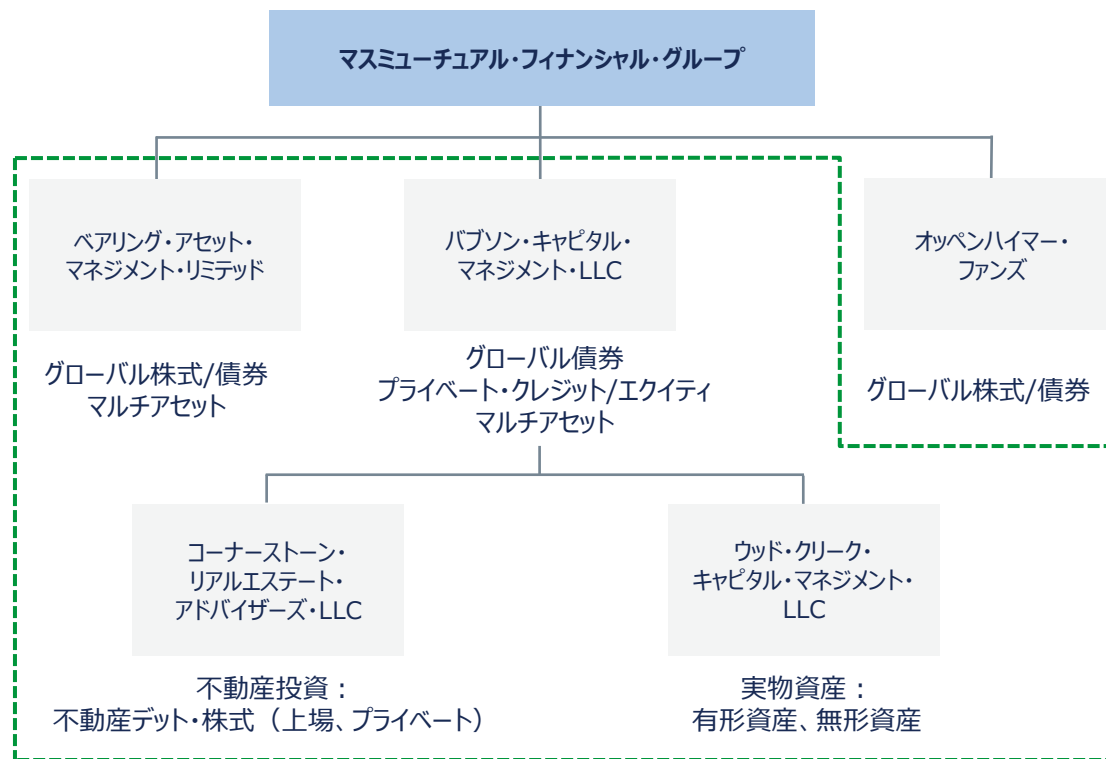 マスミューチュアル・フィナンシャル・グループ
ベアリング・アセット・
マネジメント・リミテッド
グローバル株式/債券
マルチアセット
バブソン・キャピタル・
マネジメント・LLC
グローバル債券
プライベート・クレジット/エクイティ
マルチアセット
オッペンハイマー・
ファンズ
グローバル株式/債券
コーナーストーン・
リアルエステート・
アドバイザーズ・LLC
不動産投資：
不動産デット・株式（上場、プライベート）
ウッド・クリーク・
キャピタル・マネジメント・
LLC
実物資産：
有形資産、無形資産